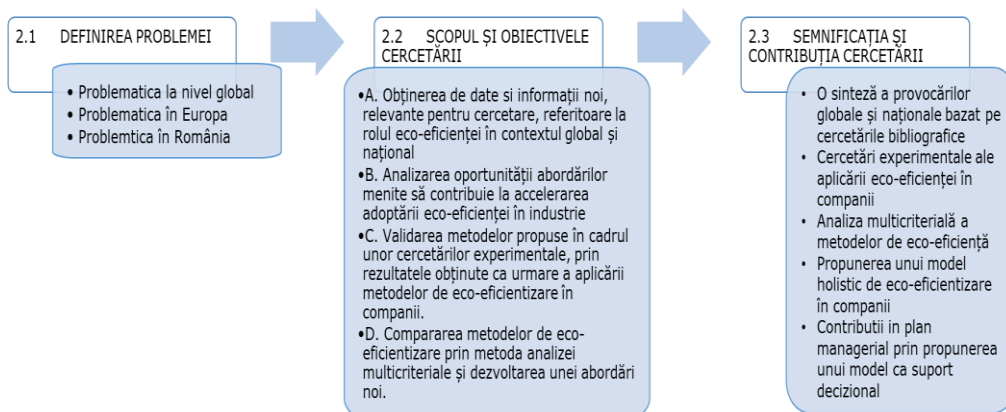 2.1 DEFINIREA PROBLEMEI
• Problematica la nivel global
• Problematica în Europa
• Problemtica în România
2.2 SCOPUL ȘI OBIECTIVELE
CERCETĂRII
•A. Obținerea de date si informații noi,
relevante pentru cercetare, referitoare la
rolul eco-eficienței în contextul global și
național
•B. Analizarea oportunității abordărilor
menite să contribuie la accelerarea
adoptării eco-eficienței în industrie
•C. Validarea metodelor propuse în cadrul
unor cercetărilor experimentale, prin
rezultatele obținute ca urmare a aplicării
metodelor de eco-eficientizare în
companii.
•D. Compararea metodelor de eco-
eficientizare prin metoda analizei
multicriteriale și dezvoltarea unei abordări
noi.
2.3 SEMNIFICAȚIA ȘI
CONTRIBUȚIA CERCETĂRII
• O sinteză a provocărilor
globale și naționale bazat pe
cercetările bibliografice
• Cercetări experimentale ale
aplicării eco-eficienței în
companii
• Analiza multicriterială a
metodelor de eco-eficiență
• Propunerea unui model
holistic de eco-eficientizare
în companii
• Contributii in plan
managerial prin propunerea
unui model ca suport
decizional